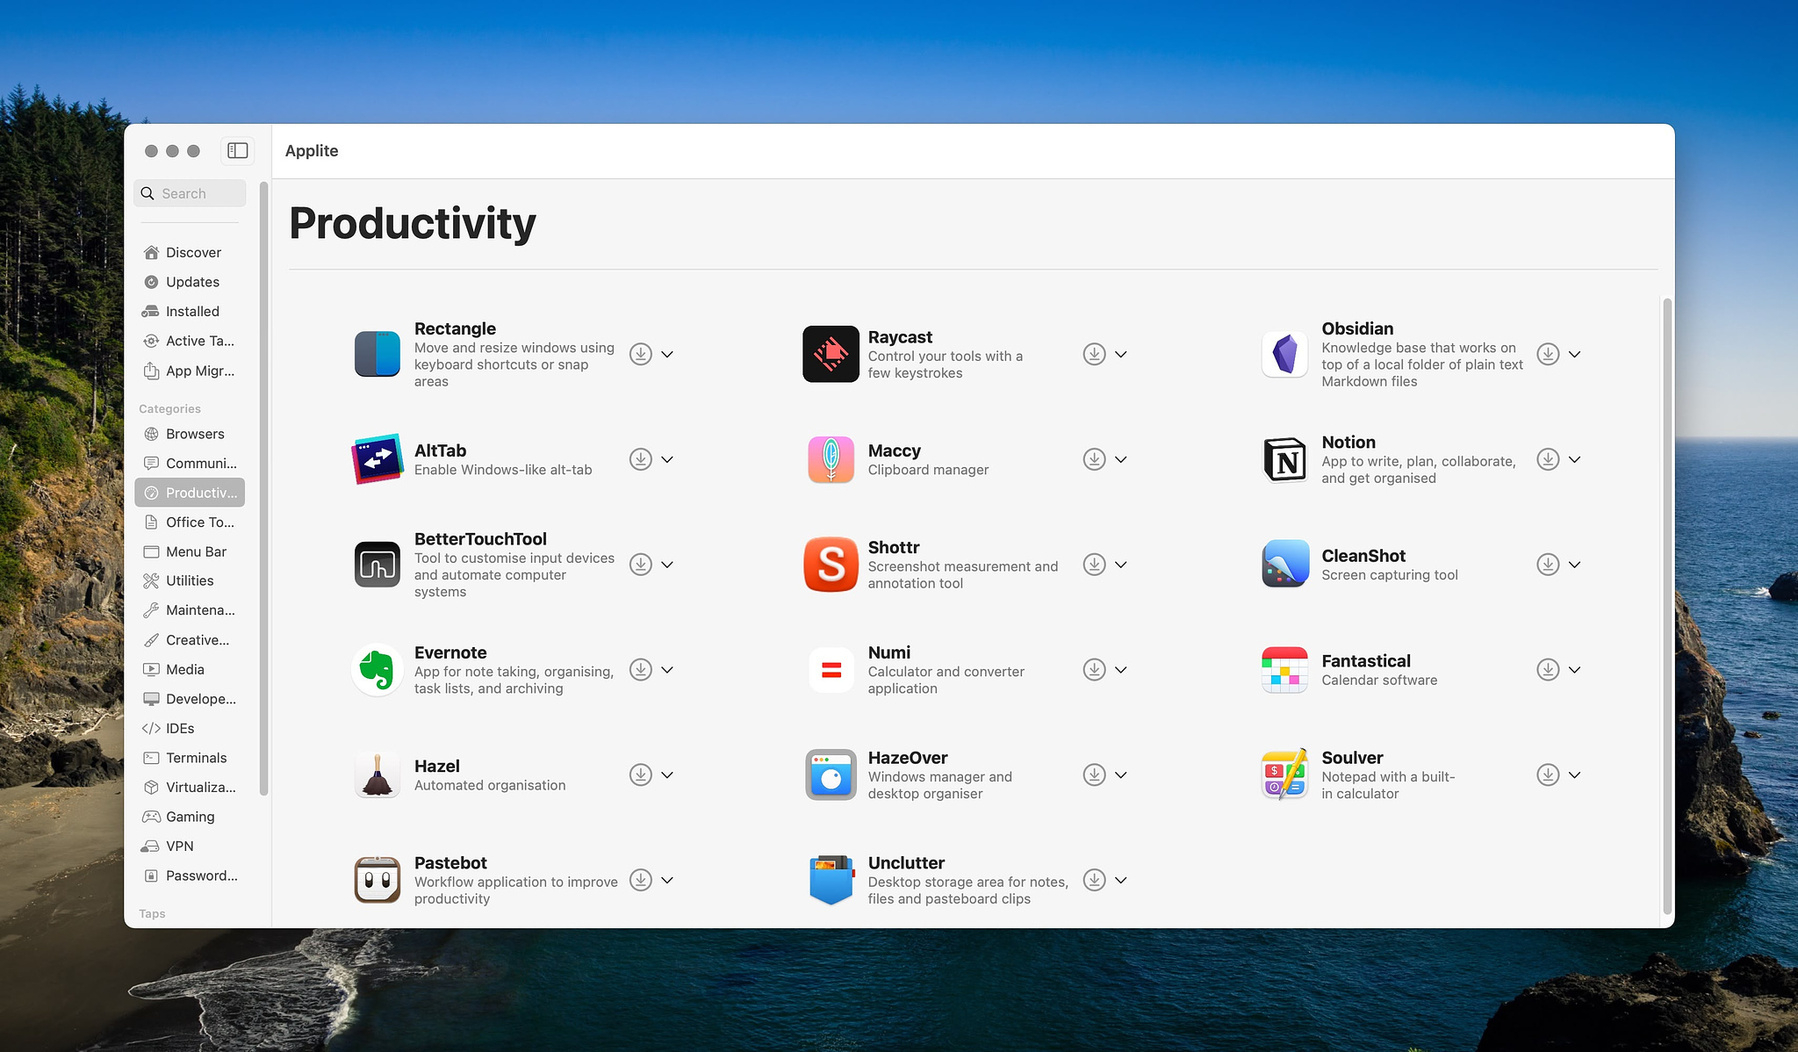 Applite
Search
Discover
Updates
Installed
Active Ta...
App Migr...
Categories
Browsers
Communi...
Productiv...
Office To...
Menu Bar
Utilities
Maintena...
Creative...
Media
Develope...
IDEs
Terminals
Virtualiza...
Gaming
VPN
Password...
Taps
Productivity
Rectangle
Move and resize windows using
keyboard shortcuts or snap
areas
Raycast
Control your tools with a
few keystrokes
Obsidian
Knowledge base that works on
top of a local folder of plain text
Markdown files
AltTab
Enable Windows-like alt-tab
Maccy
Clipboard manager
N
Notion
App to write, plan, collaborate,
and get organised
BetterTouchTool
Tool to customise input devices
and automate computer
systems
S
Shottr
Screenshot measurement and
annotation tool
CleanShot
Screen capturing tool
Evernote
App for note taking, organising,
task lists, and archiving
Numi
Calculator and converter
application
Fantastical
Calendar software
Hazel
Automated organisation
HazeOver
Windows manager and
desktop organiser
Soulver
Notepad with a built-
in calculator
Pastebot
Workflow application to improve
productivity
Unclutter
Desktop storage area for notes,
files and pasteboard clips